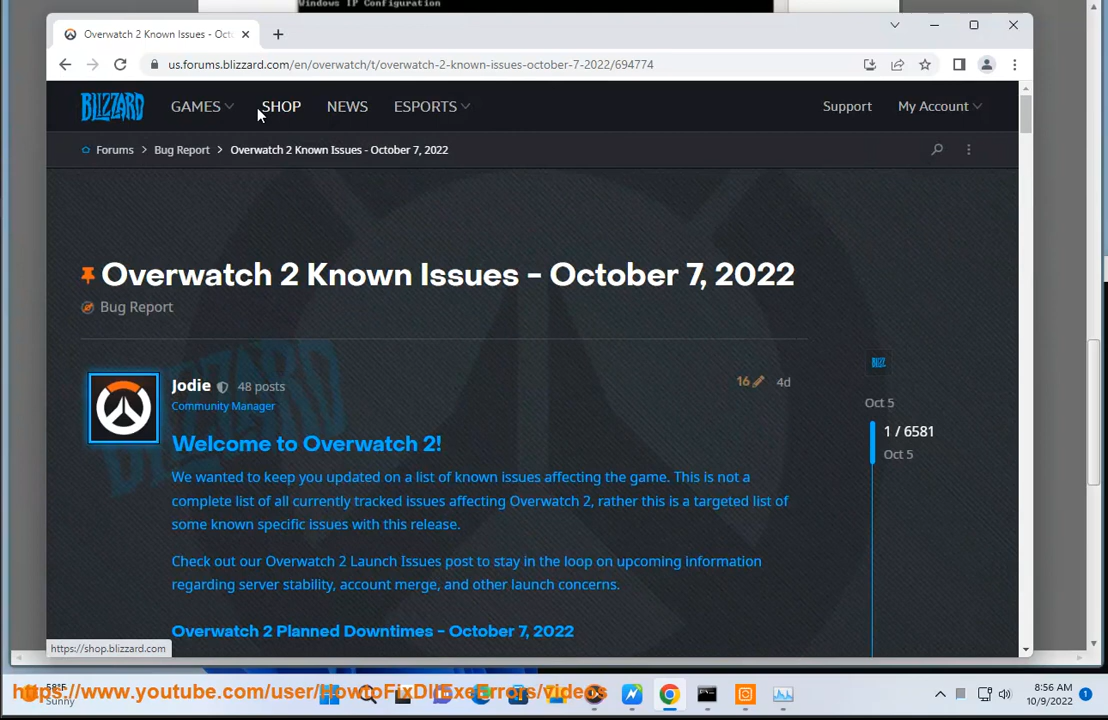 Windows IP Configuration
Overwatch 2 Known Issues - Oct
us.forums.blizzard.com/en/overwatch/t/overwatch-2-known-issues-october-7-2022/694774
BLIZZARD
GAMES
SHOP
NEWS
ESPORTS
Support
My Account
Forums > Bug Report > Overwatch 2 Known Issues - October 7, 2022
Overwatch 2 Known Issues - October 7, 2022
Bug Report
Jodie 48 posts
16 4d
Community Manager
Welcome to Overwatch 2!
We wanted to keep you updated on a list of known issues affecting the game. This is not a
complete list of all currently tracked issues affecting Overwatch 2, rather this is a targeted list of
some known specific issues with this release.
Check out our Overwatch 2 Launch Issues post to stay in the loop on upcoming information
regarding server stability, account merge, and other launch concerns.
Overwatch 2 Planned Downtimes – October 7, 2022
Oct 5
1 / 6581
Oct 5
https://shop.blizzard.com
58°F
Sunny
https://www.youtube.com/user/HowtoFixDllExeErrors/videos
8:56 AM
10/9/2022
1